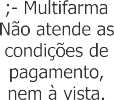 ;- Multifarma
Não atende as
condições de
pagamento,
nem à vista.